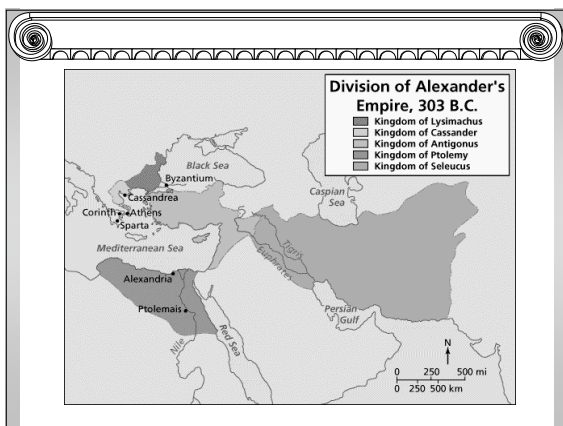 Division of Alexander's
Empire, 303 B.C.
Kingdom of Lysimachus
Kingdom of Cassander
Kingdom of Antigonus
Kingdom of Ptolemy
Kingdom of Seleucus
Black Sea
Byzantium
Caspian
Sea
Cassandrea
Corinth
Athens
Sparta
Mediterranean Sea
Tigris
Euphrates
Alexandria
Ptolemais
Persian
Gulf
Nile
Red Sea
N
0 250 500 mi
0 250 500 km